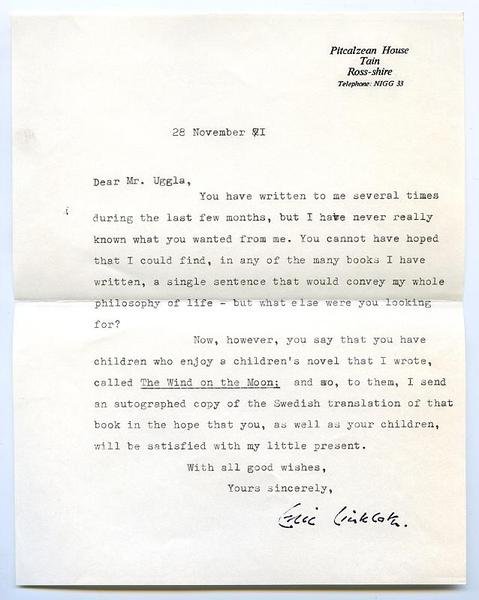 Pitcalzean House
Tain
Ross-shire
Telephone: NIGG 33
28 November 7I
Dear Mr. Uggla,
You have written to me several times
during the last few months, but I have never really
known what you wanted from me. You cannot have hoped
that I could find, in any of the many books I have
written, a single sentence that would convey my whole
philosophy of life - but what else were you looking
for?
Now, however, you say that you have
children who enjoy a children's novel that I wrote,
called The Wind on the Moon; and so, to them, I send
an autographed copy of the Swedish translation of that
book in the hope that you, as well as your children,
will be satisfied with my little present.
With all good wishes,
Yours sincerely,
Eric Linklater.